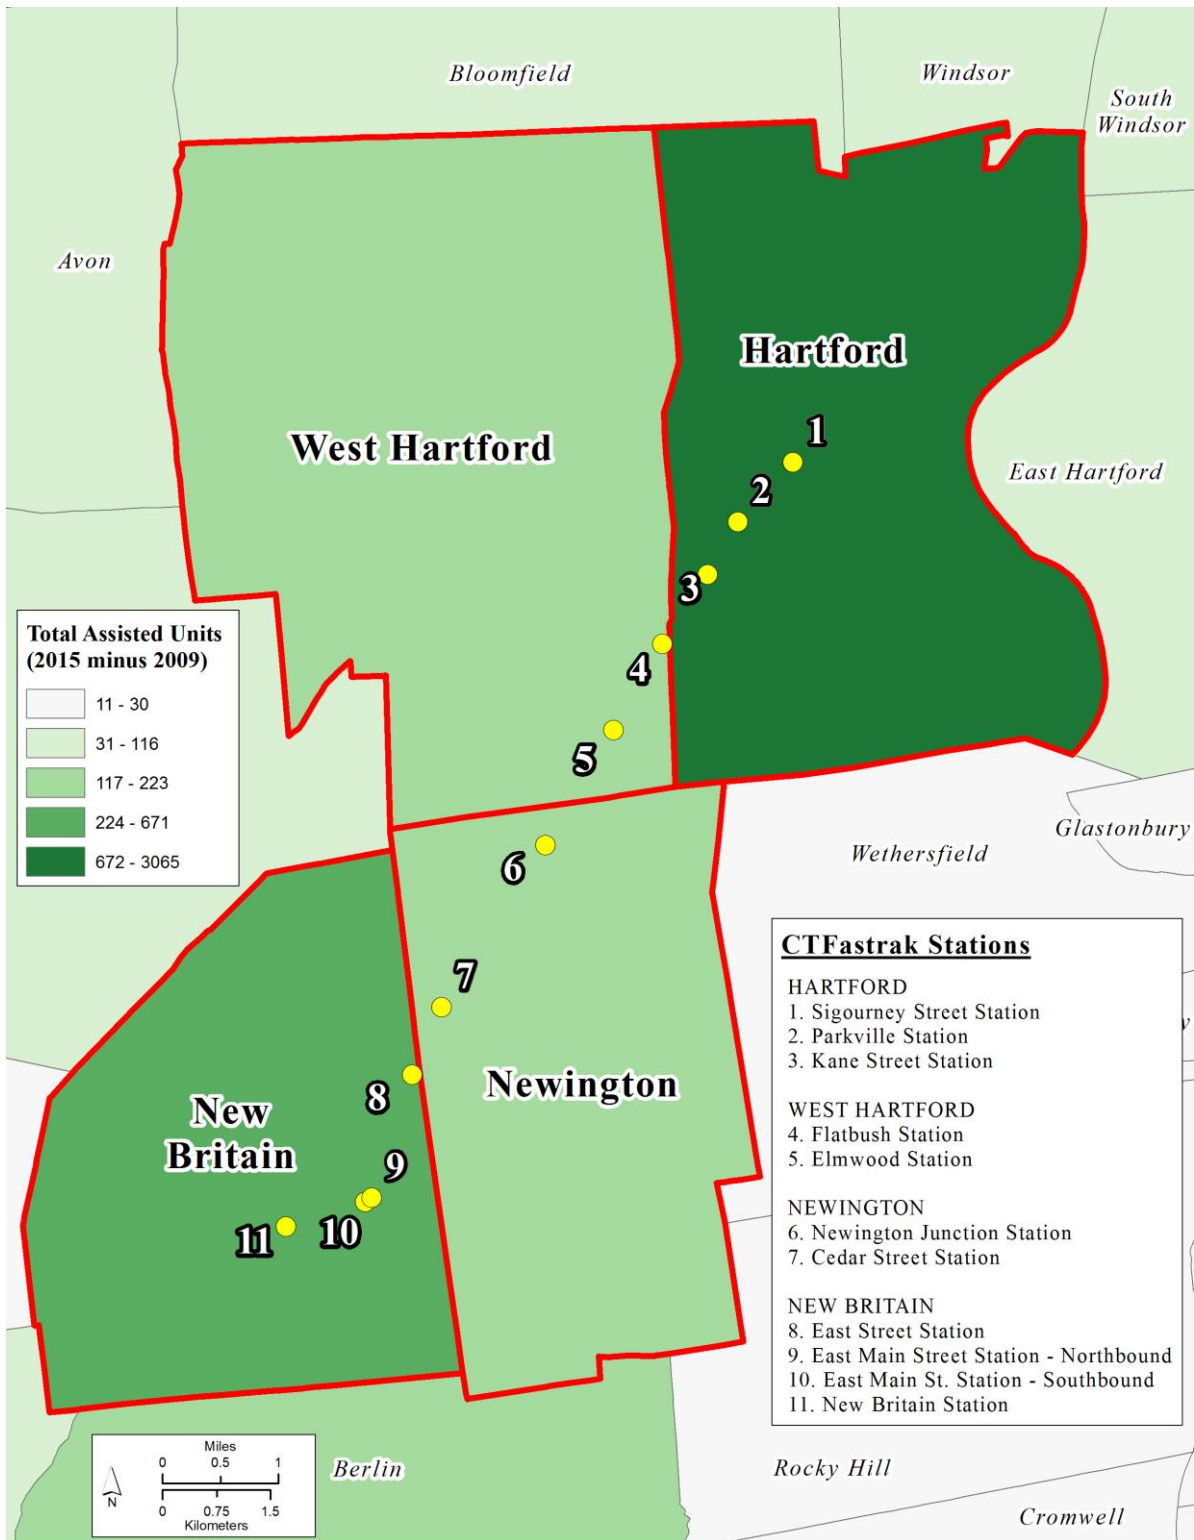 Bloomfield
Windsor
South
Windsor
Avon
Hartford
West Hartford
1
2
East Hartford
3
4
5
Total Assisted Units
(2015 minus 2009)
11 - 30
31 - 116
117 - 223
224 - 671
672 - 3065
Glastonbury
Wethersfield
6
7
CTFastrak Stations
HARTFORD
1. Sigourney Street Station
2. Parkville Station
3. Kane Street Station
WEST HARTFORD
4. Flatbush Station
5. Elmwood Station
NEWINGTON
6. Newington Junction Station
7. Cedar Street Station
NEW BRITAIN
8. East Street Station
9. East Main Street Station - Northbound
10. East Main St. Station - Southbound
11. New Britain Station
y
8
Newington
New
Britain
9
10
11
Miles
0 0.5 1
N
0 0.75 1.5
Kilometers
Berlin
Rocky Hill
Cromwell